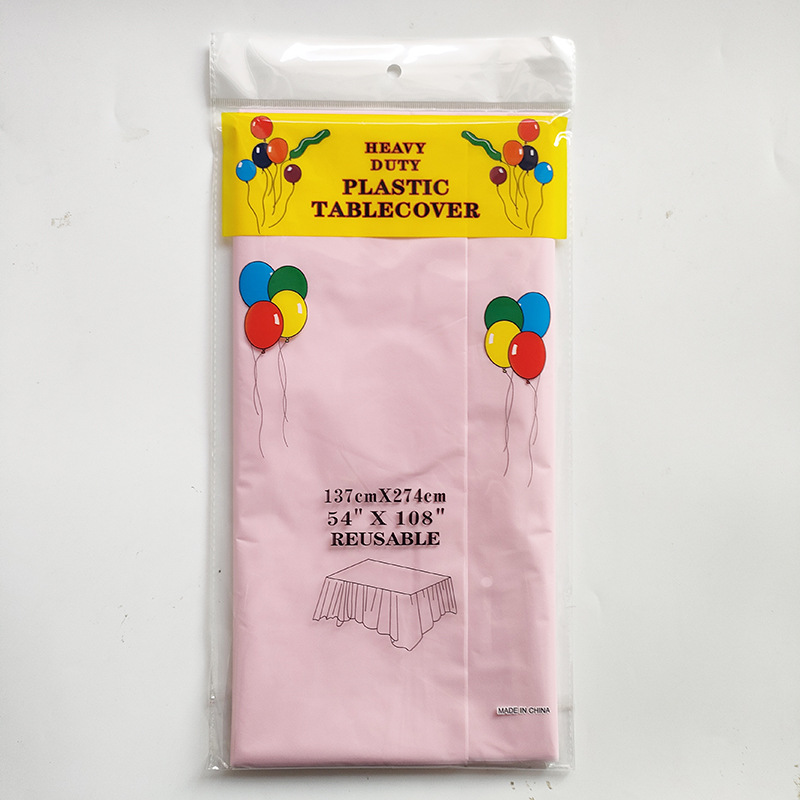 HEAVY
DUTY
PLASTIC
TABLECOVER
137cmX274cm
54" X 108"
REUSABLE
MADE IN CHINA